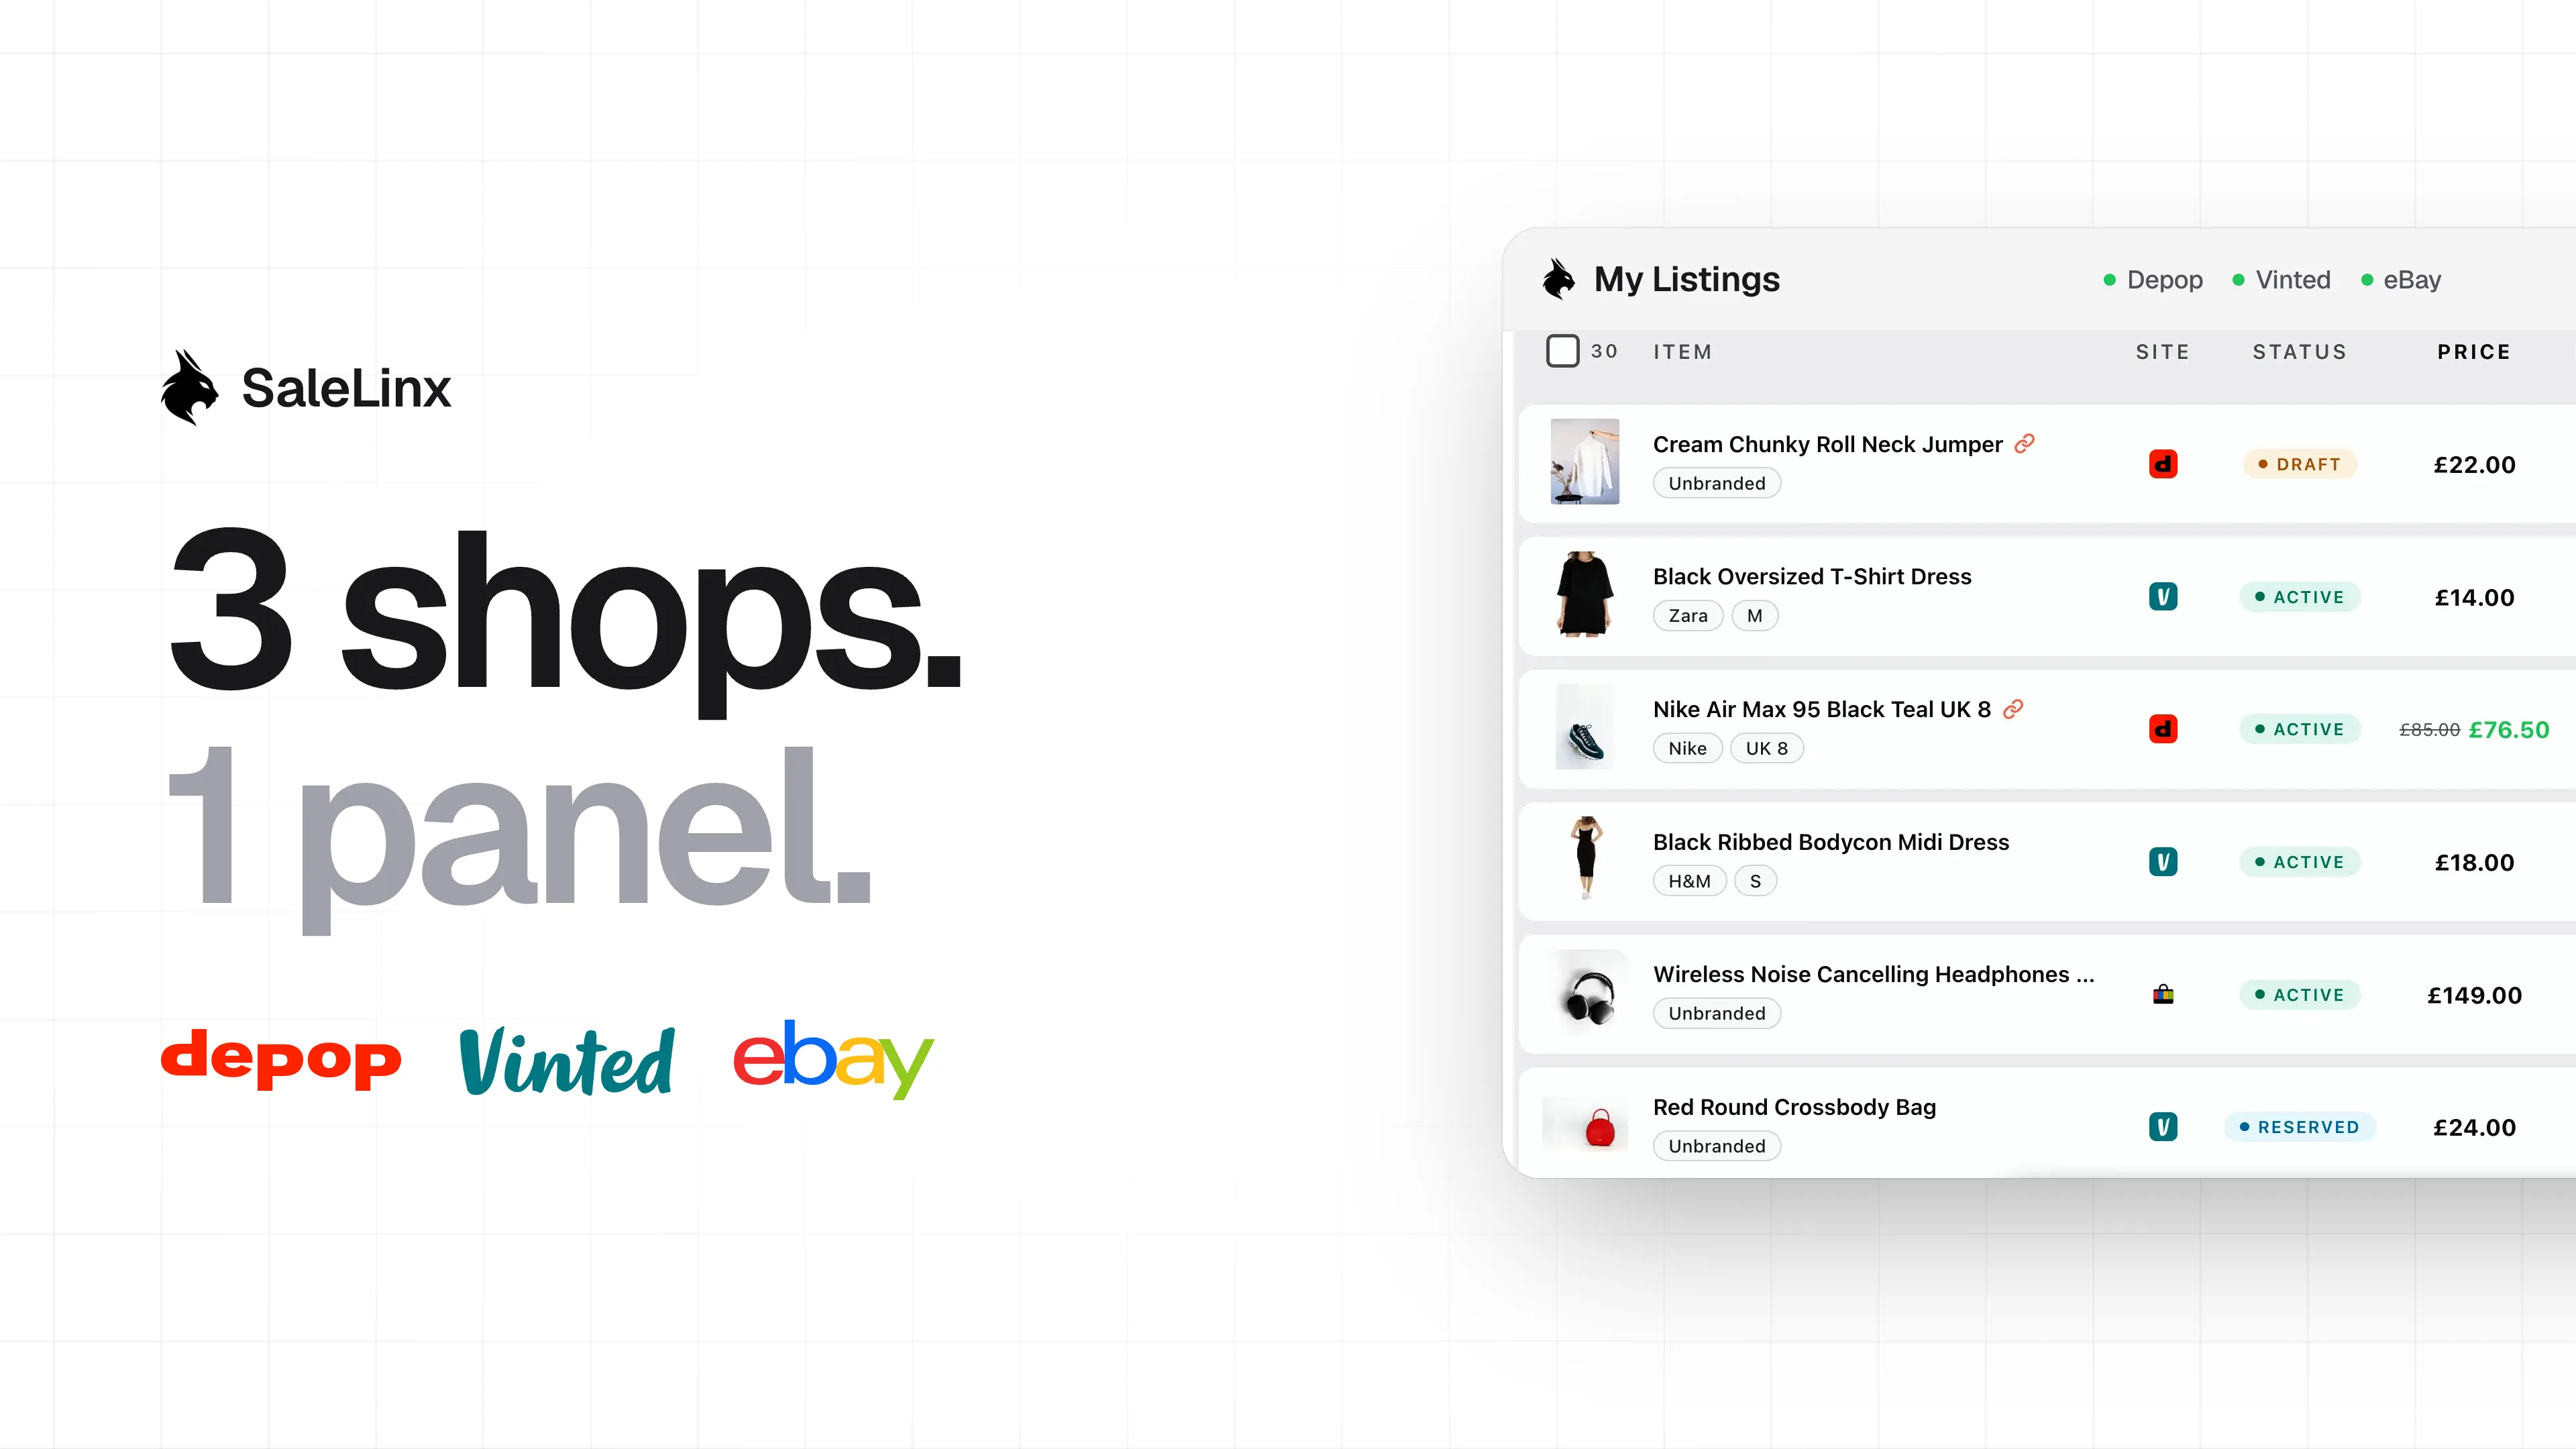 SaleLinx
3 shops.
1 panel.
depop Vinted ebay
My Listings Depop Vinted eBay
30 ITEM SITE STATUS PRICE
Cream Chunky Roll Neck Jumper
Unbranded
d DRAFT £22.00
Black Oversized T-Shirt Dress
Zara M
V ACTIVE £14.00
Nike Air Max 95 Black Teal UK 8
Nike UK 8
d ACTIVE £85.00 £76.50
Black Ribbed Bodycon Midi Dress
H&M S
V ACTIVE £18.00
Wireless Noise Cancelling Headphones ...
Unbranded
ACTIVE £149.00
Red Round Crossbody Bag
Unbranded
V RESERVED £24.00